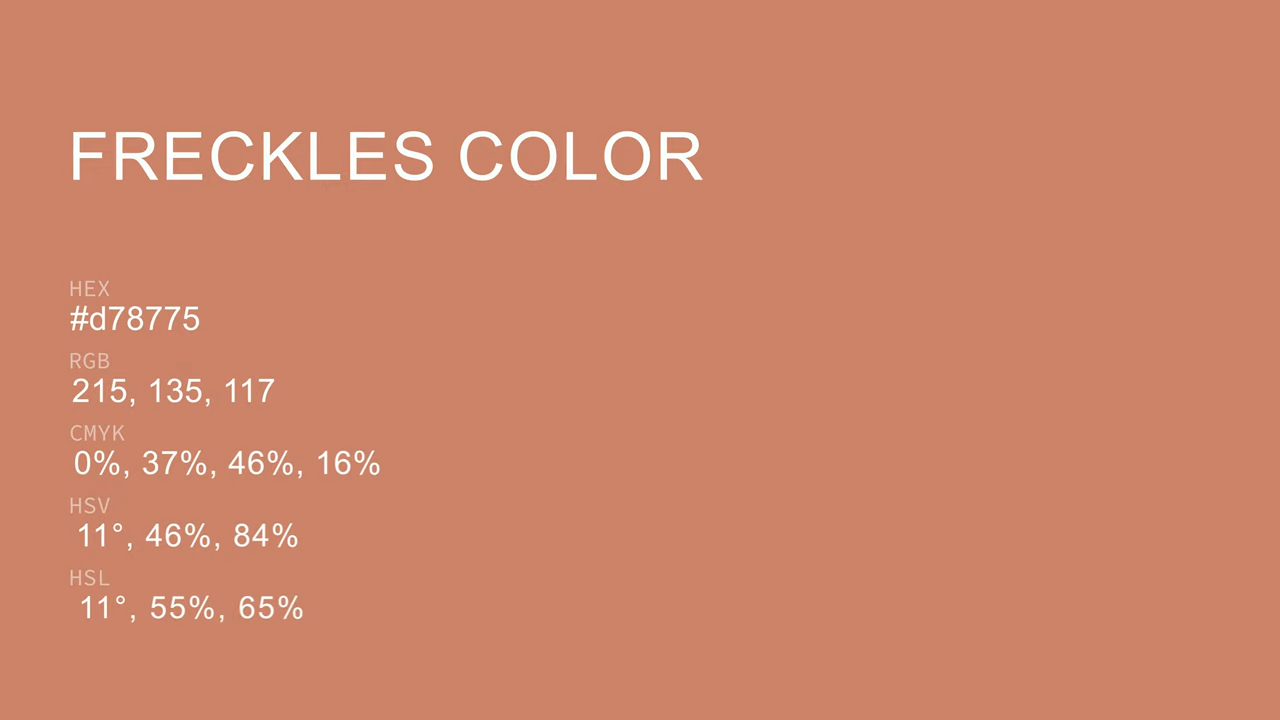 FRECKLES COLOR
HEX
#d78775
RGB
215, 135, 117
CMYK
0%, 37%, 46%, 16%
HSV
11°, 46%, 84%
HSL
11°, 55%, 65%